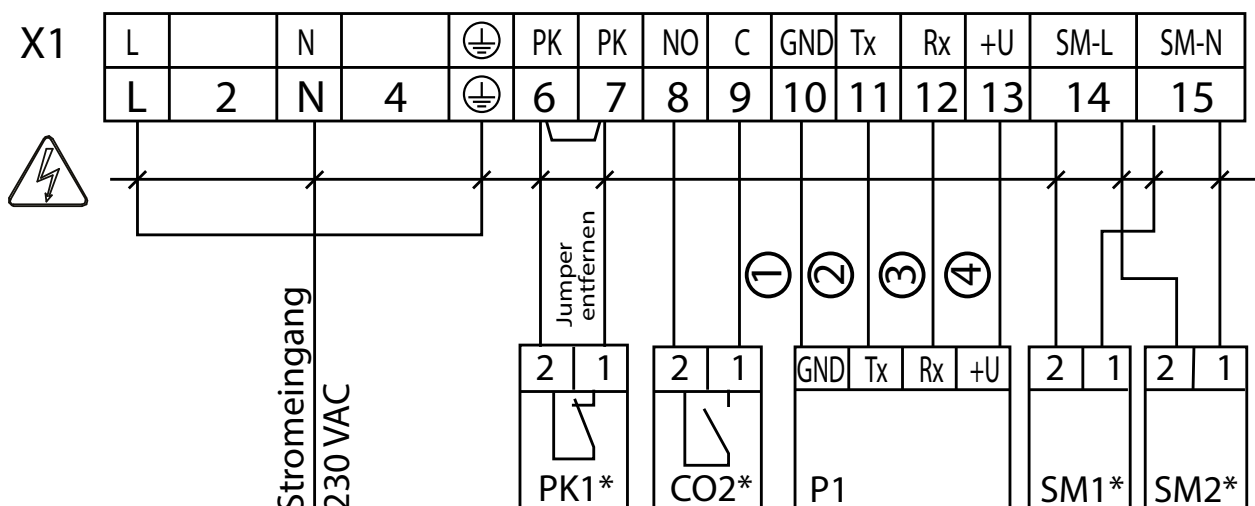 X1 L N PK PK NO C GND Tx Rx +U SM-L SM-N
L 2 N 4 6 7 8 9 10 11 12 13 14 15
Stromeingang
230 VAC
Jumper
entfernen
1 2 3 4
2 1 2 1 GND Tx Rx +U 2 1 2 1
PK1* CO2* P1 SM1* SM2*